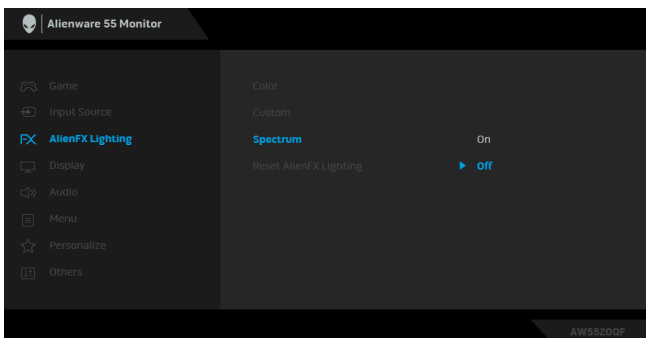 Alienware 55 Monitor
Game
Color
Input Source
Custom
FX AlienFX Lighting
Spectrum
On
Display
Reset AlienFX Lighting
Off
Audio
Menu
Personalize
Others
AW5520QF